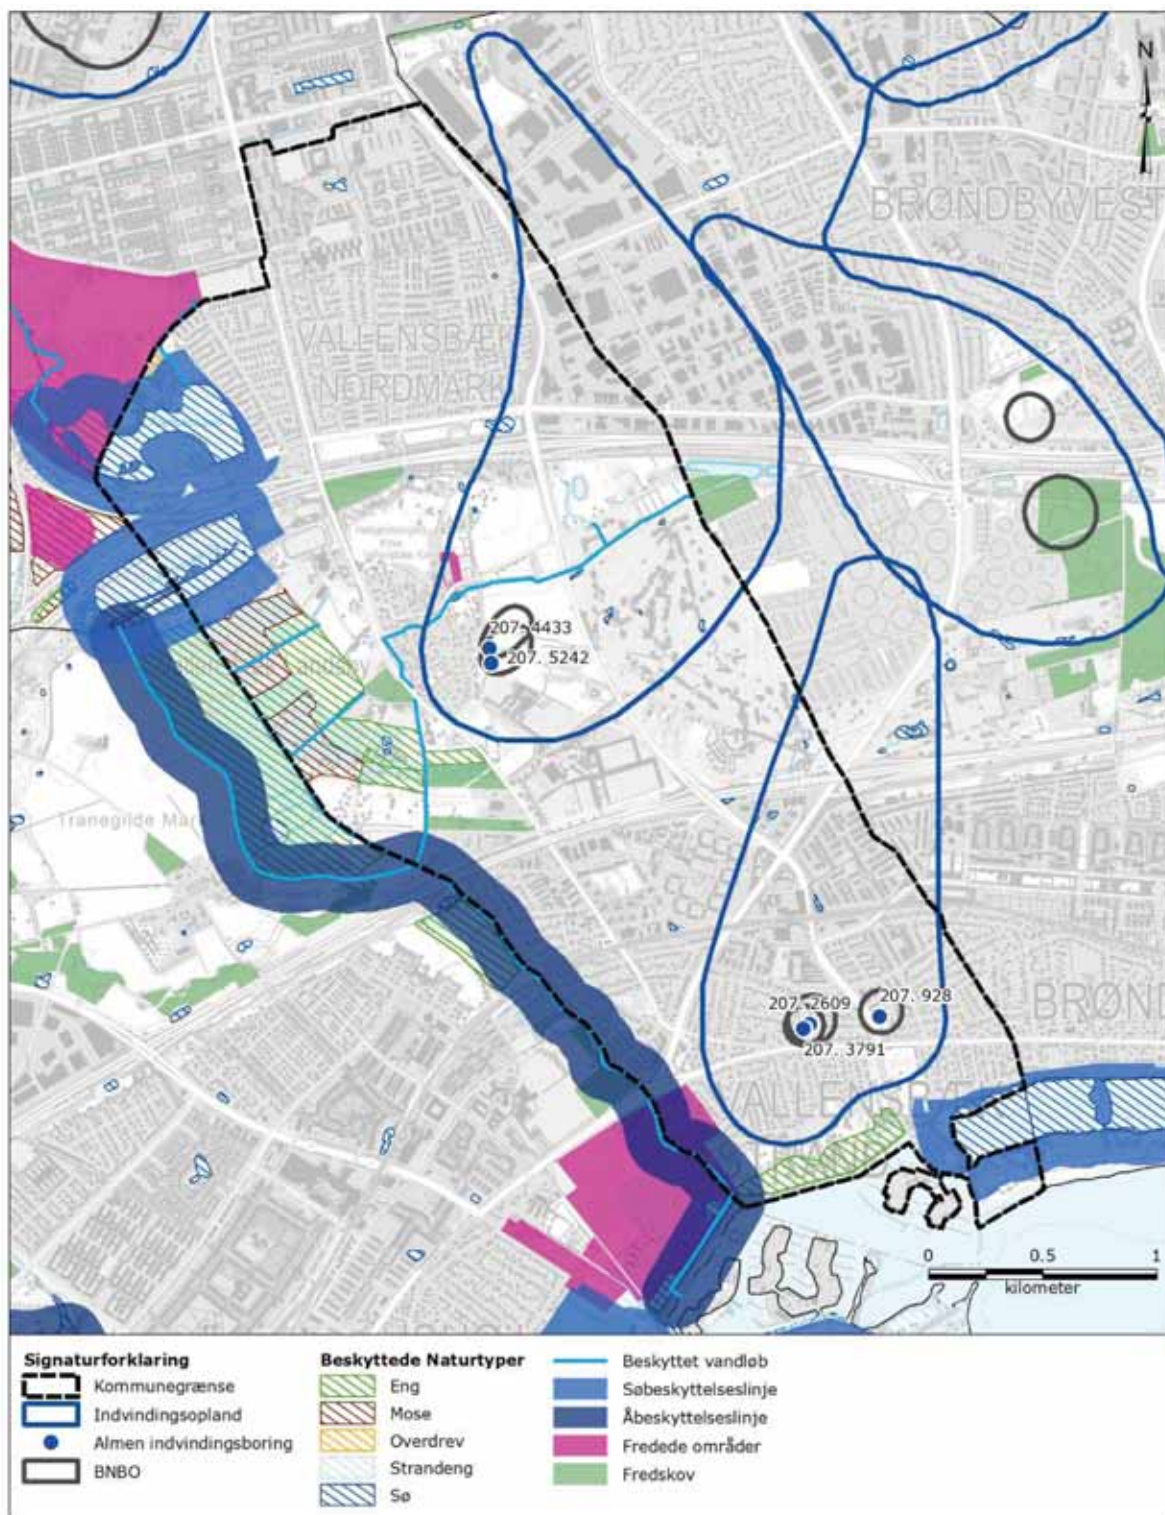 N
BRØNDBYVEST
VALLENSBÆK
NORDMARK
207. 4433
207. 5242
Tranegilde Mar
207. 2609
207. 928
207. 3791
BRØND
VALLENSBÆ
0 0.5 1
kilometer
Signaturforklaring
Kommunegrænse
Indvindingsopland
Almen indvindingsboring
BNBO
Beskyttede Naturtyper
Eng
Mose
Overdrev
Strandeng
Sø
Beskyttet vandløb
Søbeskyttelseslinje
Åbeskyttelseslinje
Fredede områder
Fredskov